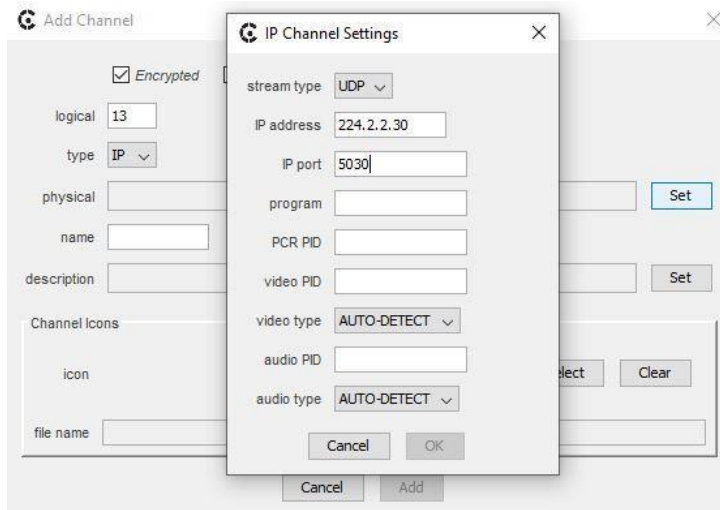 Add Channel
Encrypted
logical 13
type IP
physical Set
name
description Set
Channel Icons
icon Clear
file name
Cancel Add
IP Channel Settings
stream type UDP
IP address 224.2.2.30
IP port 5030
program
PCR PID
video PID
video type AUTO-DETECT
audio PID
audio type AUTO-DETECT
Cancel OK